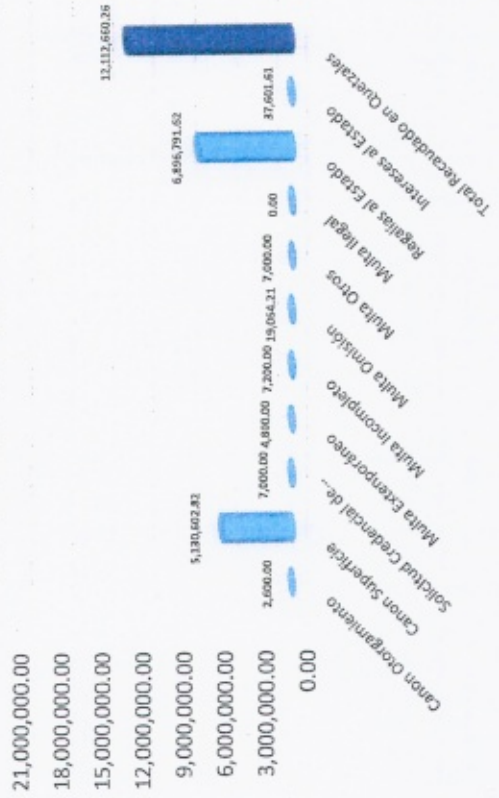 21,000,000.00
18,000,000.00
15,000,000.00
12,000,000.00
9,000,000.00
6,000,000.00
3,000,000.00
0.00
2,600.00
5,130,602.82
7,000.00
4,800.00
7,200.00
19,064.21
7,000.00
0.00
6,896,791.62
37,601.61
12,112,660.26
Canon Otorgamiento
Canon Superficie
Solicitud Credencial de...
Multa Extemporáneo
Multa Incompleto
Multa Omisión
Multa Otros
Multa Ilegal
Regalías al Estado
Intereses al Estado
Total Recaudado en Quetzales